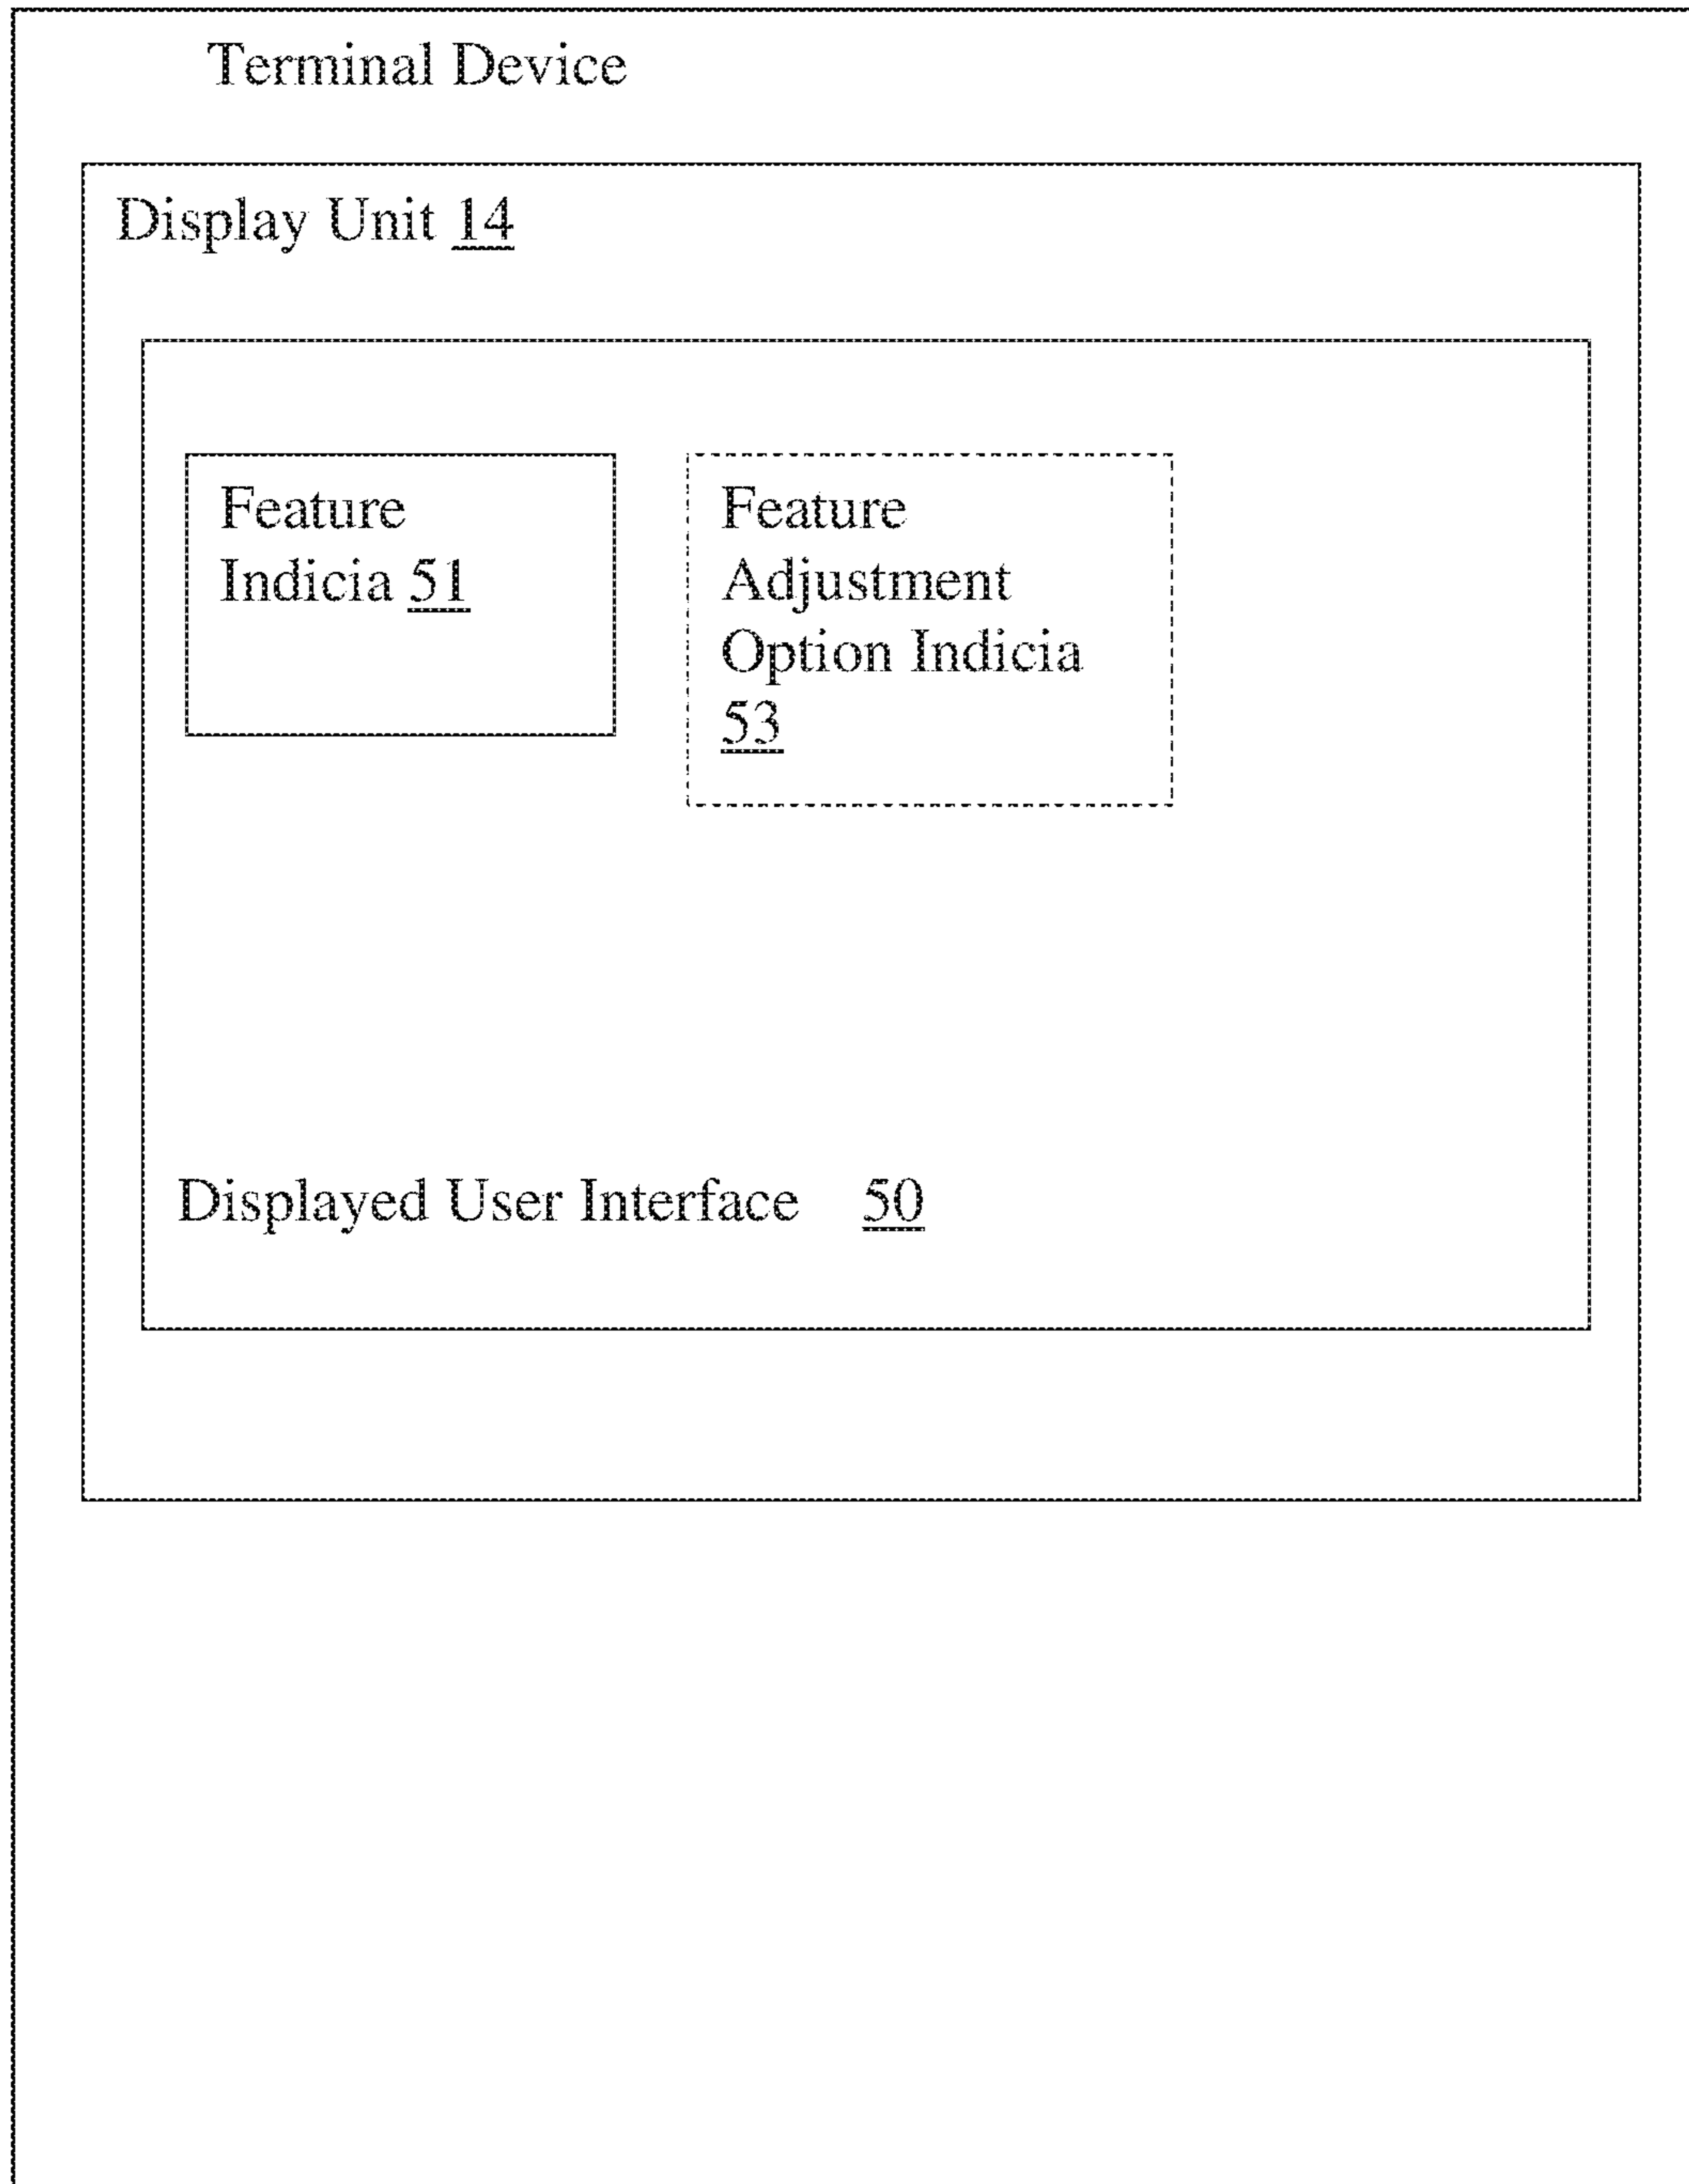 Terminal Device
Display Unit 14
Feature
Indicia 51
Feature
Adjustment
Option Indicia
53
Displayed User Interface 50